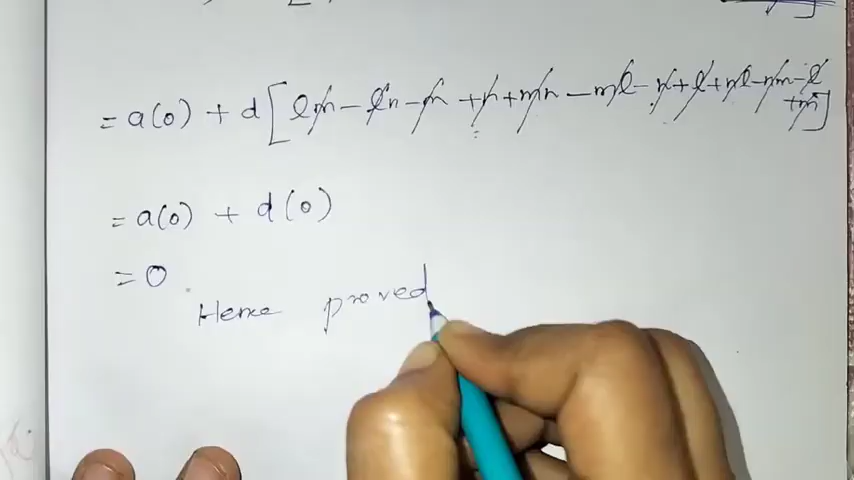 = a(0) + d [ lm - ln - m + n + mn - ml - n + l + nl - nm - l
+ m ]
= a(0) + d(0)
= 0
Hence proved